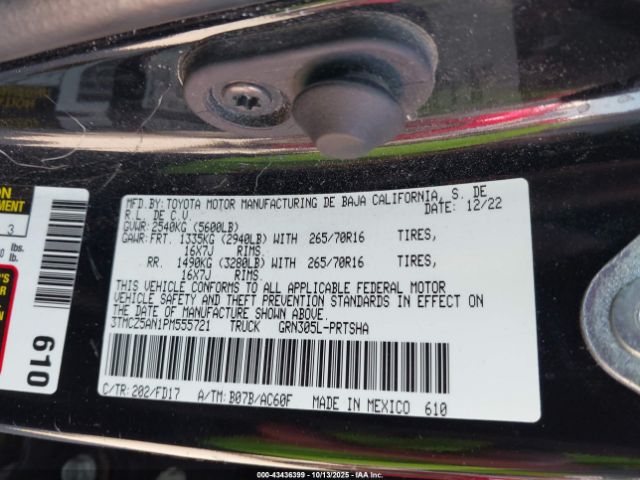 MFD.BY: TOYOTA MOTOR MANUFACTURING DE BAJA CALIFORNIA, S. DE
R.L. DE C.V. DATE: 12/22
GVWR: 2540KG (5600LB)
GAWR: FRT. 1335KG (2940LB) WITH 265/70R16 TIRES,
16X7J RIMS.
RR. 1490KG (3280LB) WITH 265/70R16 TIRES,
16X7J RIMS.
THIS VEHICLE CONFORMS TO ALL APPLICABLE FEDERAL MOTOR
VEHICLE SAFETY AND THEFT PREVENTION STANDARDS IN EFFECT ON
THE DATE OF MANUFACTURE SHOWN ABOVE.
3TMCZ5AN1PM555721 TRUCK GRN305L-PRTSHA
C/TR: 202/FD17 A/TM: B07B/AC60F MADE IN MEXICO 610
3
lbs.
lbs.
610
000-43436399 10/13/2025 IAA Inc.